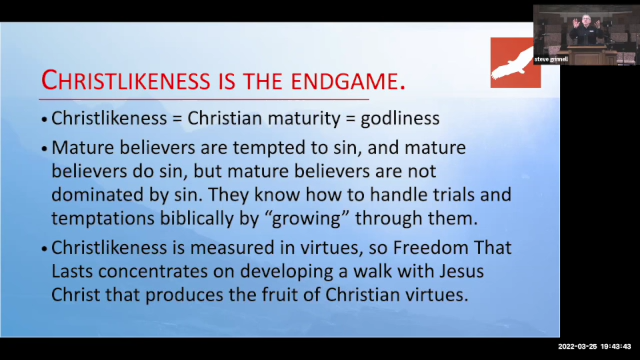 CHRISTLIKENESS IS THE ENDGAME.
• Christlikeness = Christian maturity = godliness
• Mature believers are tempted to sin, and mature
believers do sin, but mature believers are not
dominated by sin. They know how to handle trials and
temptations biblically by “growing” through them.
• Christlikeness is measured in virtues, so Freedom That
Lasts concentrates on developing a walk with Jesus
Christ that produces the fruit of Christian virtues.
steve grinnell
2022-03-25 19:43:43